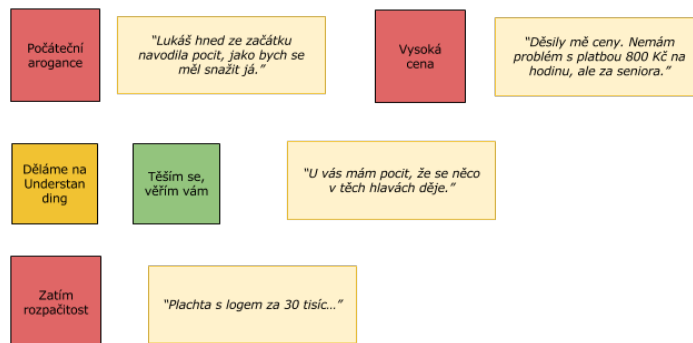 Počáteční
arogance
“Lukáš hned ze začátku
navodila pocit, jako bych se
měl snažit já.”
Vysoká
cena
“Děsily mě ceny. Nemám
problém s platbou 800 Kč na
hodinu, ale za seniora.”
Děláme na
Understan
ding
Těším se,
věřím vám
“U vás mám pocit, že se něco
v těch hlavách děje.”
Zatím
rozpačitost
“Plachta s logem za 30 tisíc…”